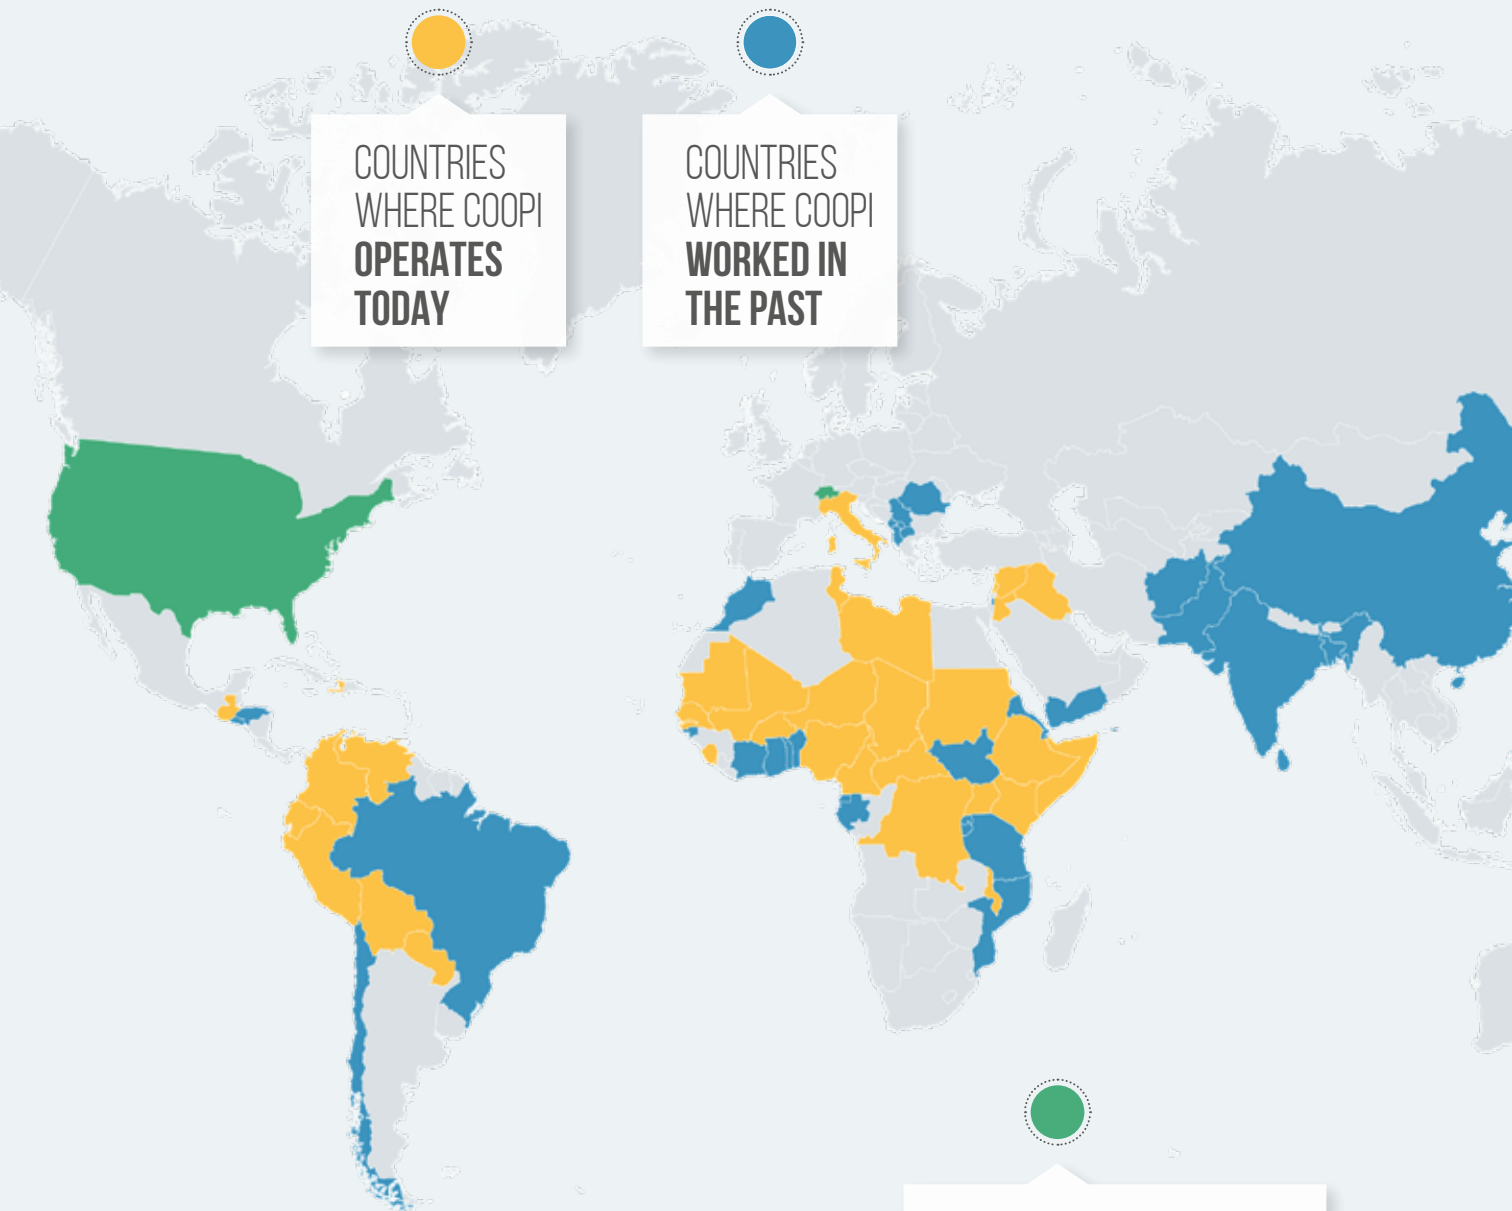 COUNTRIES
WHERE COOPI
OPERATES
TODAY
COUNTRIES
WHERE COOPI
WORKED IN
THE PAST